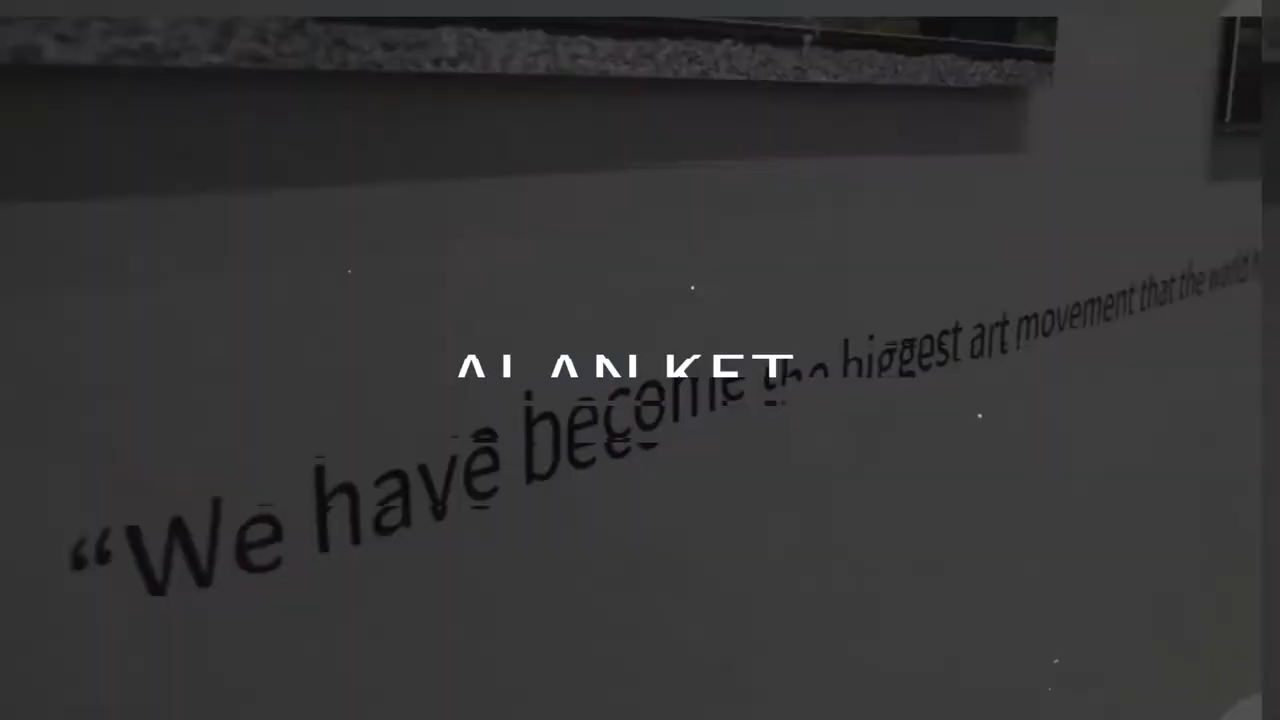 ALAN KET
“We have become the biggest art movement that the world